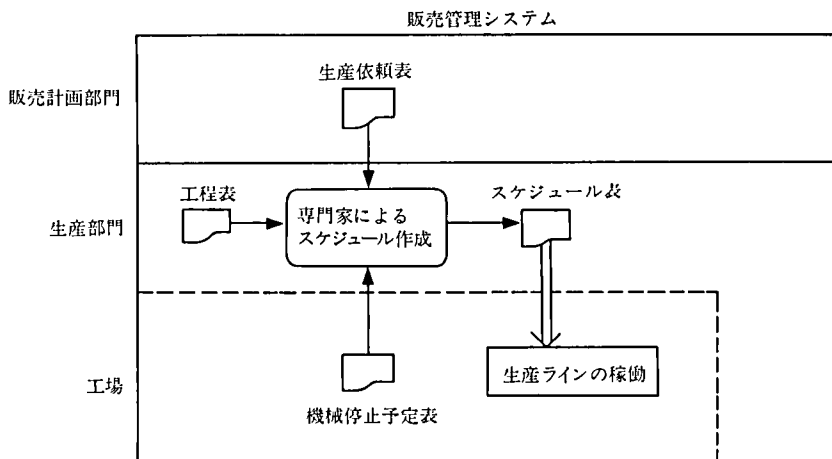 販売管理システム
生産依頼表
販売計画部門
工程表
スケジュール表
専門家による
スケジュール作成
生産部門
生産ラインの稼働
工場
機械停止予定表